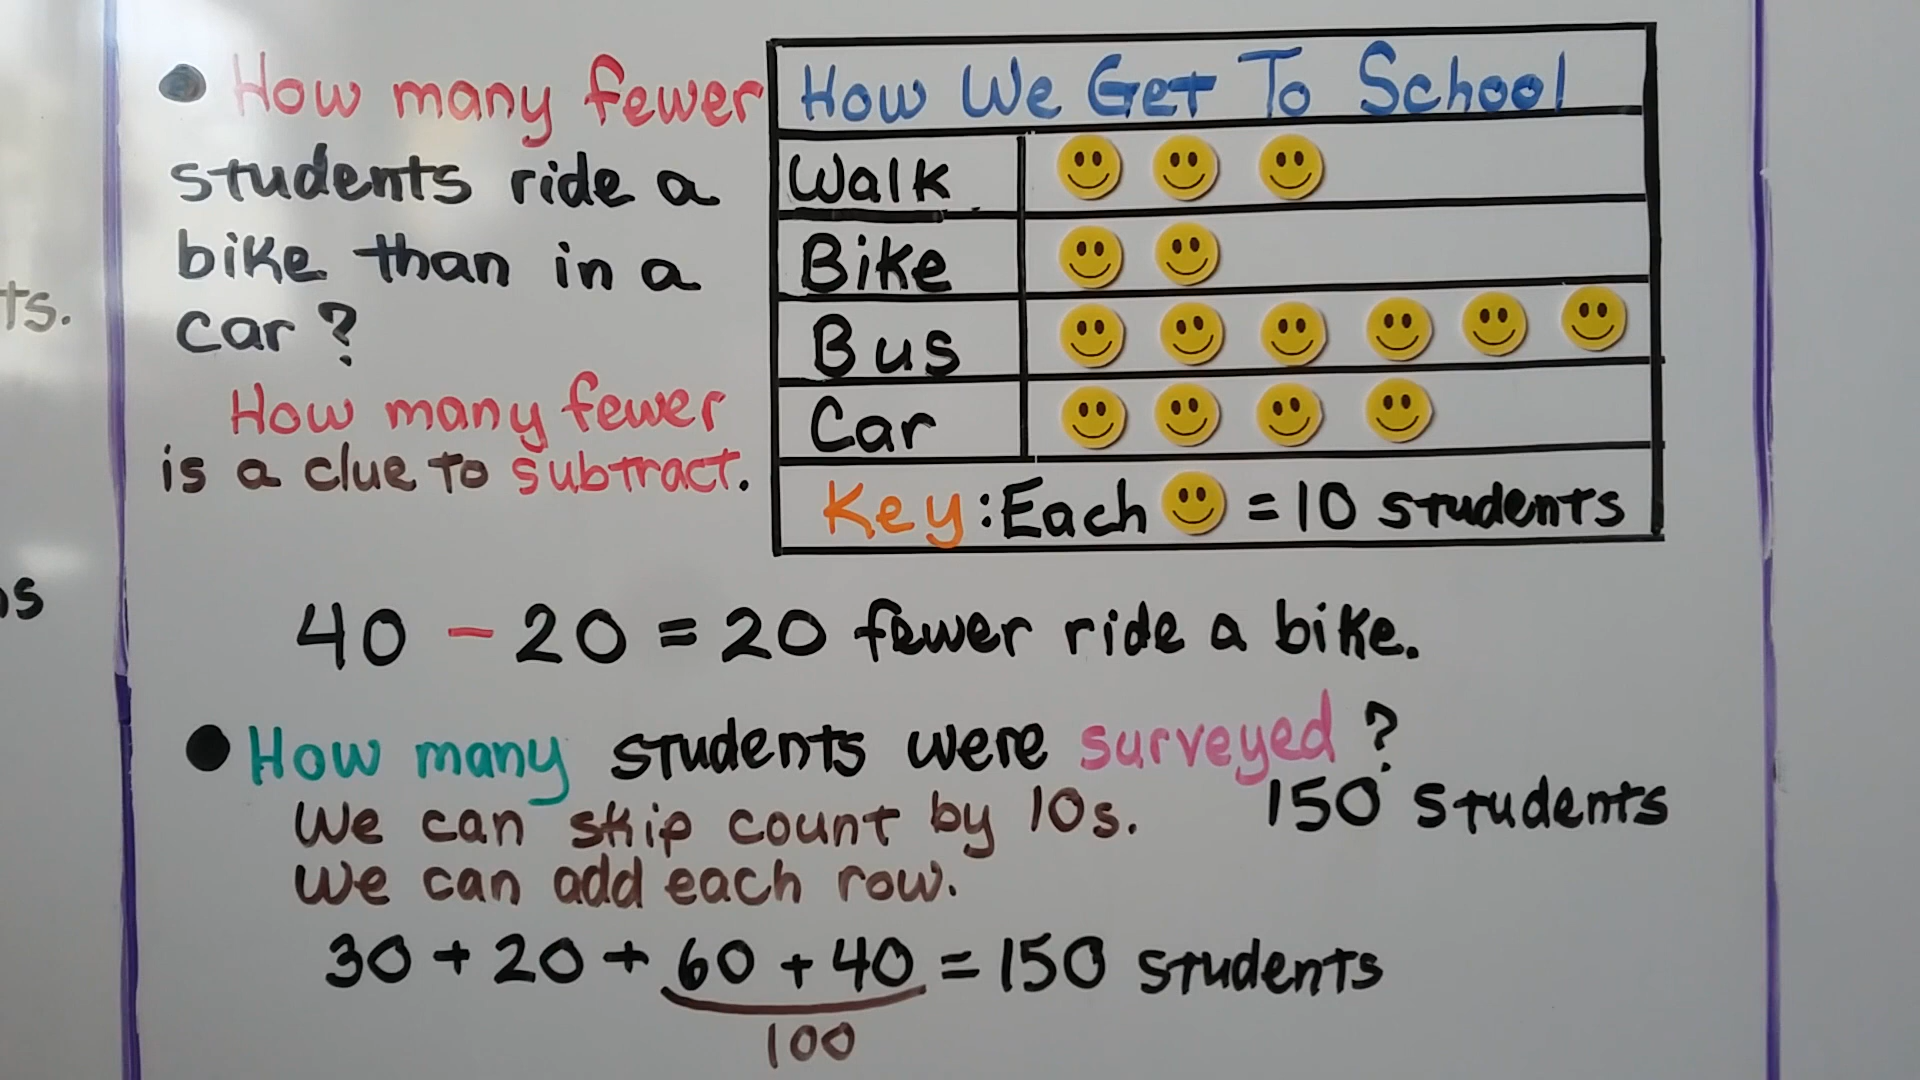 How many fewer
students ride a
bike than in a
car?
How many fewer
is a clue to subtract.
How We Get To School
Walk
Bike
Bus
Car
Key: Each = 10 students
40 - 20 = 20 fewer ride a bike.
How many students were surveyed?
We can skip count by 10s. 150 students
We can add each row.
30 + 20 + 60 + 40 = 150 students
100
ts.
s